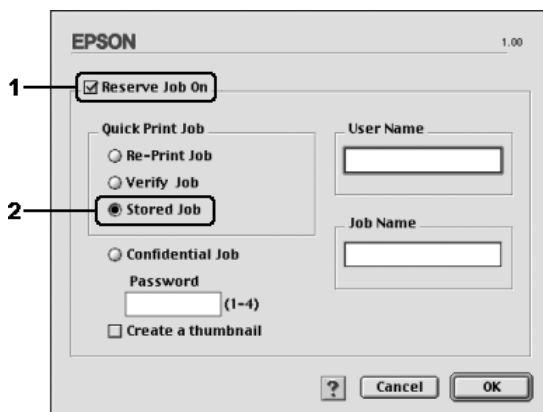 EPSON
1.00
1
Reserve Job On
Quick Print Job
Re-Print Job
Verify Job
2
Stored Job
Confidential Job
Password
(1-4)
Create a thumbnail
User Name
Job Name
?
Cancel
OK